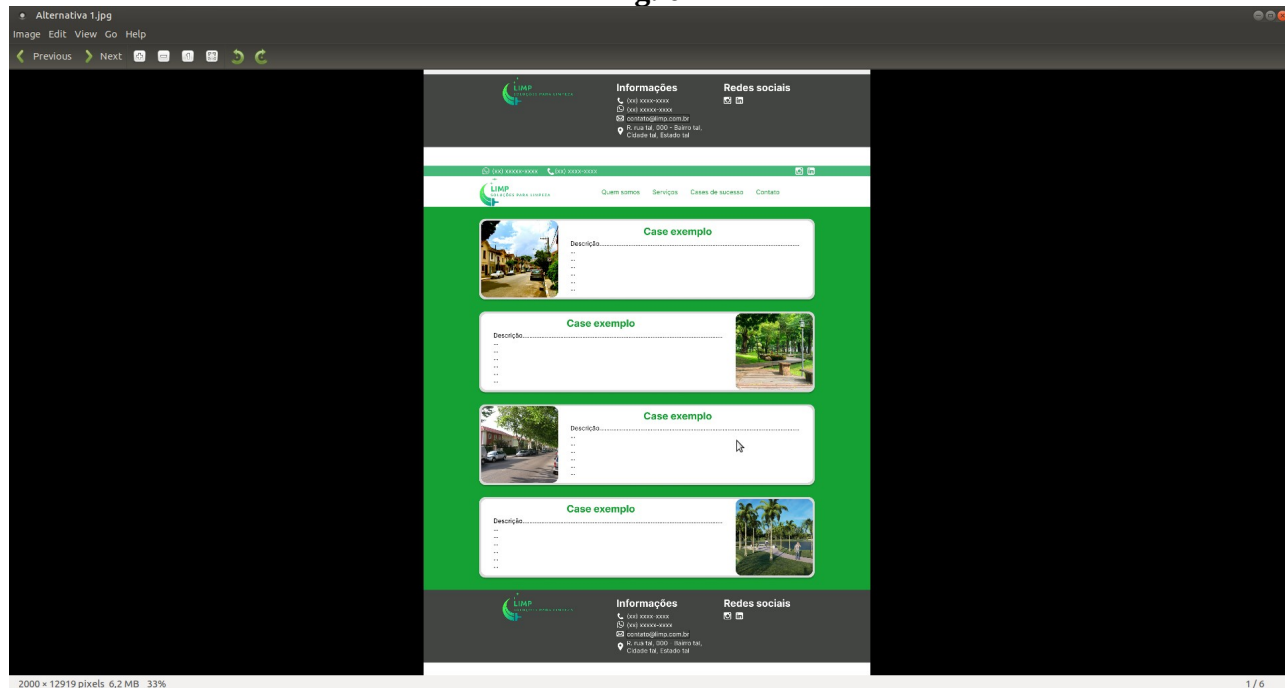 Alternativa 1.jpg
Image Edit View Go Help
Previous Next
LIMP
Informações
Redes sociais
(xx) xxxx-xxxx
(xx) xxxxx-xxxx
contato@limp.com.br
R. rua tal, 000 - Bairro tal,
Cidade tal, Estado tal
(xx) xxxxx-xxxx (xx) xxxx-xxxx
LIMP
SOLUÇÕES PARA LIMPEZA
Quem somos Serviços Cases de sucesso Contato
Case exemplo
Descrição
Case exemplo
Descrição
Case exemplo
Descrição
Case exemplo
Descrição
LIMP
Informações
Redes sociais
(xx) xxxx-xxxx
(xx) xxxxx-xxxx
contato@limp.com.br
R. rua tal, 000 - Bairro tal,
Cidade tal, Estado tal
2000 × 12919 pixels 6,2 MB 33%
1 / 6